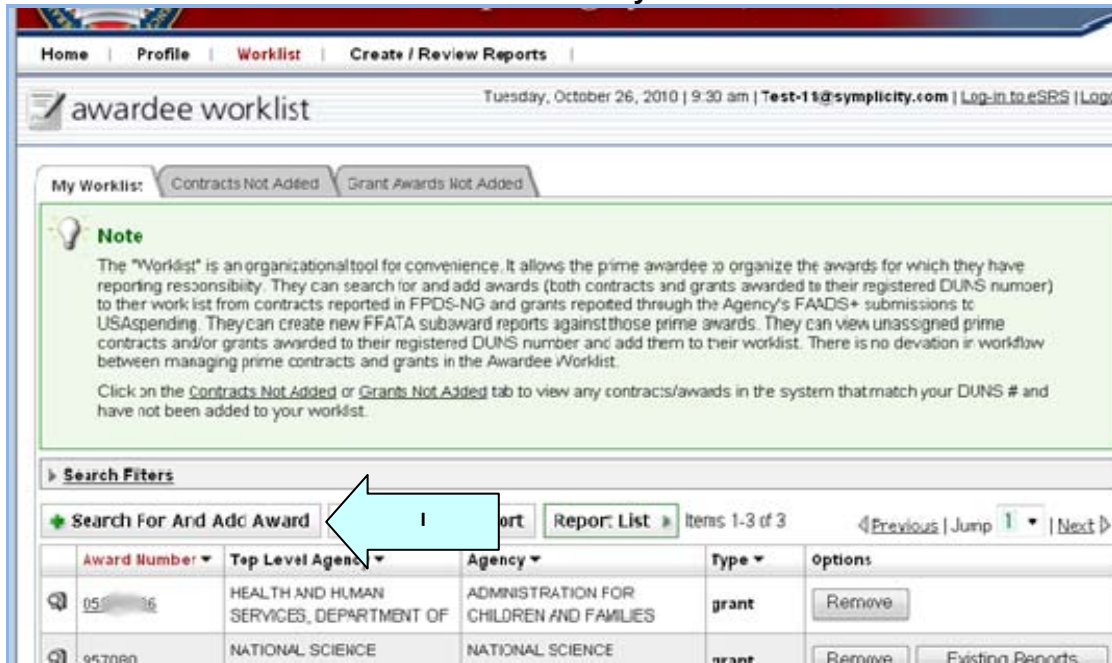 Home | Profile | Worklist | Create / Review Reports |
awardee worklist
Tuesday, October 26, 2010 | 9:30 am | Test-11@symplicity.com | Log-in to eSRS |
My Worklist Contracts Not Added Grant Awards Not Added
Note
The "Worklist" is an organizational tool for convenience. It allows the prime awardee to organize the awards for which they have
reporting responsibility. They can search for and add awards (both contracts and grants awarded to their registered DUNS number)
to their work list from contracts reported in FPDS-NG and grants reported through the Agency's FAADS+ submissions to
USAspending. They can create new FFATA subaward reports against those prime awards. They can view unassigned prime
contracts and/or grants awarded to their registered DUNS number and add them to their worklist. There is no deviation in workflow
between managing prime contracts and grants in the Awardee Worklist.
Click on the Contracts Not Added or Grants Not Added tab to view any contracts/awards in the system that match your DUNS # and
have not been added to your worklist.
Search Filters
Search For And Add Award I ort Report List Items 1-3 of 3 Previous | Jump 1 | Next
Award Number Top Level Agency Agency Type Options
HEALTH AND HUMAN SERVICES, DEPARTMENT OF ADMINISTRATION FOR CHILDREN AND FAMILIES grant Remove
957080 NATIONAL SCIENCE NATIONAL SCIENCE grant Remove Existing Reports